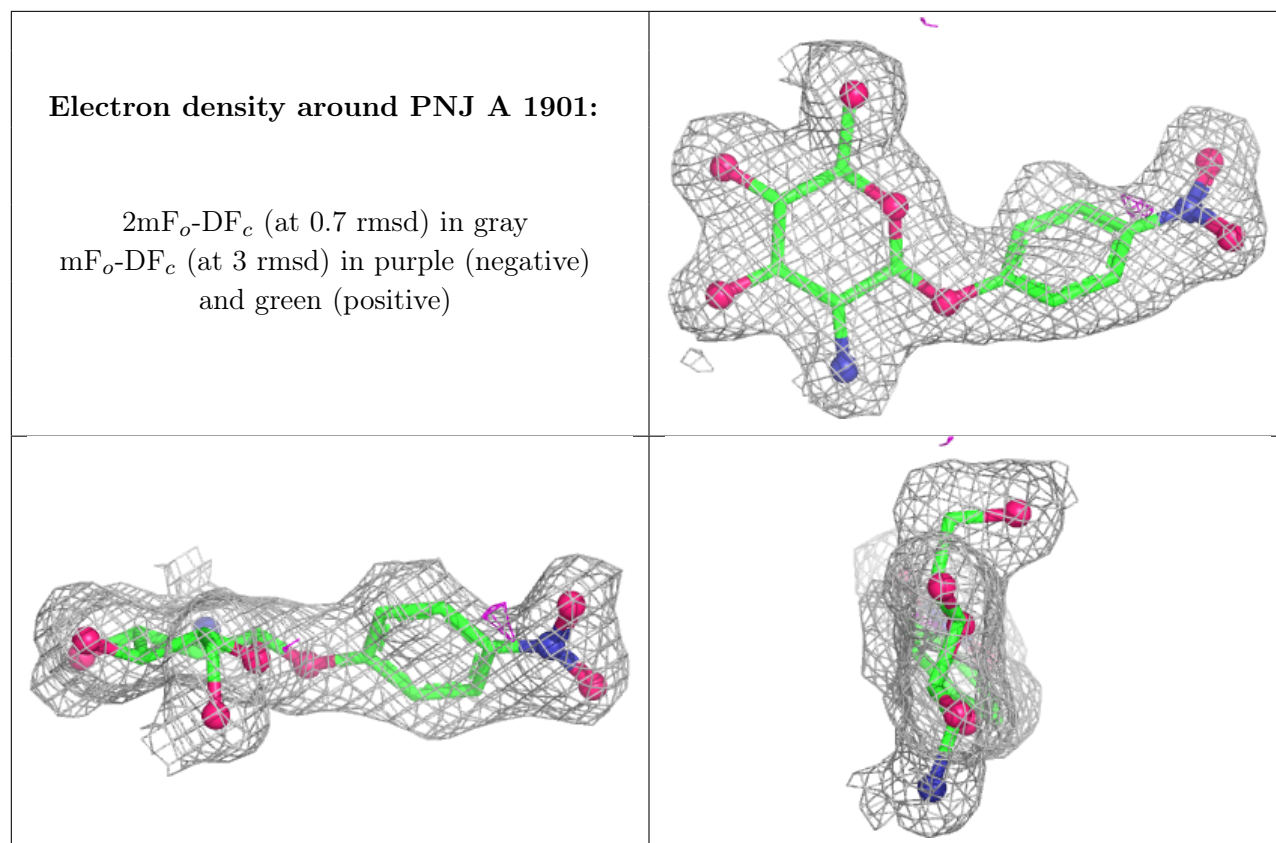 Electron density around PNJ A 1901:
2mFo-DFc (at 0.7 rmsd) in gray
mFo-DFc (at 3 rmsd) in purple (negative)
and green (positive)